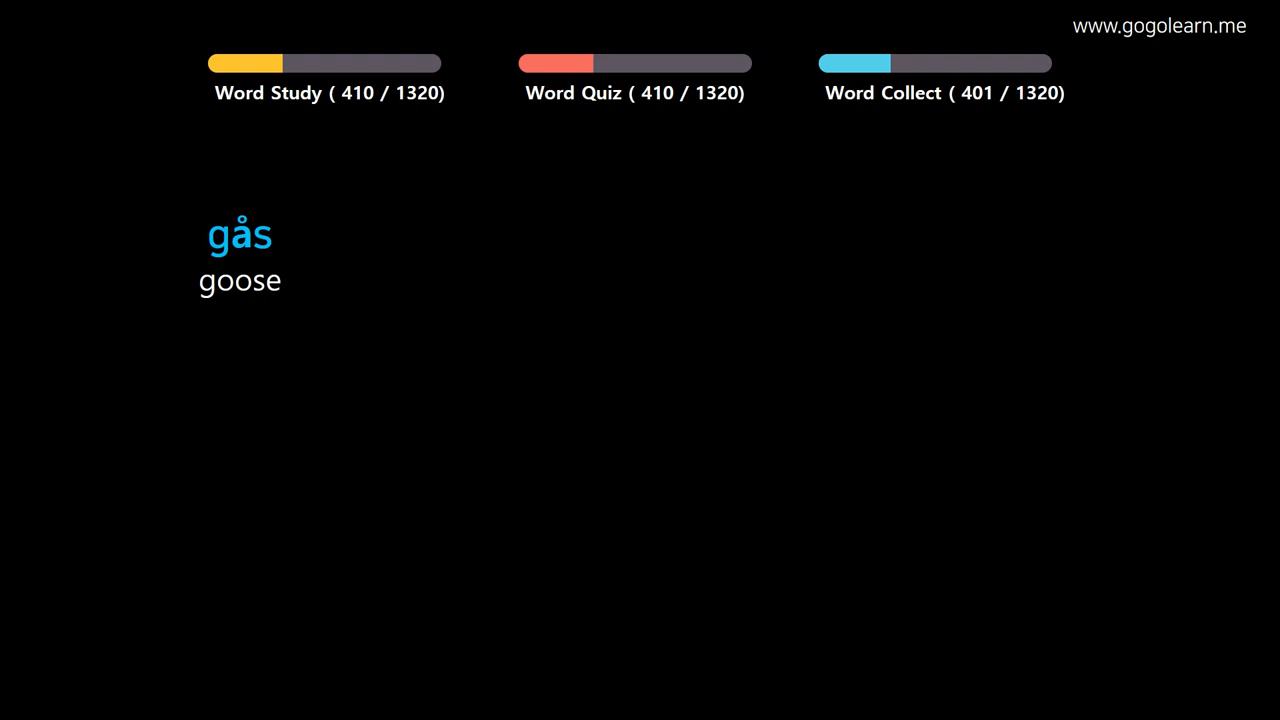 www.gogolearn.me
Word Study ( 410 / 1320)
Word Quiz ( 410 / 1320)
Word Collect ( 401 / 1320)
gås
goose